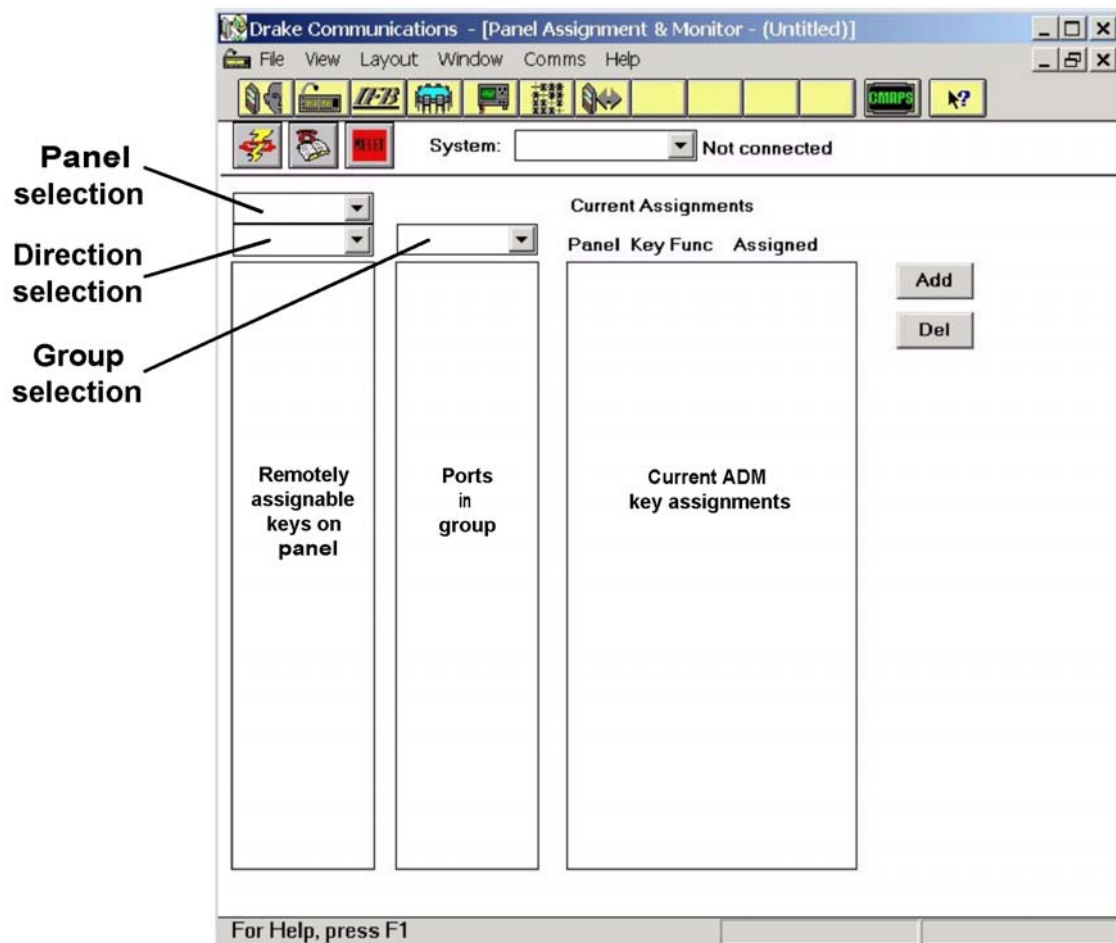 Drake Communications - [Panel Assignment & Monitor - (Untitled)]
File View Layout Window Comms Help
IFB
CMAPS
?
RESET
System:
Not connected
Panel
selection
Direction
selection
Group
selection
Current Assignments
Panel Key Func Assigned
Add
Del
Remotely
assignable
keys on
panel
Ports
in
group
Current ADM
key assignments
For Help, press F1